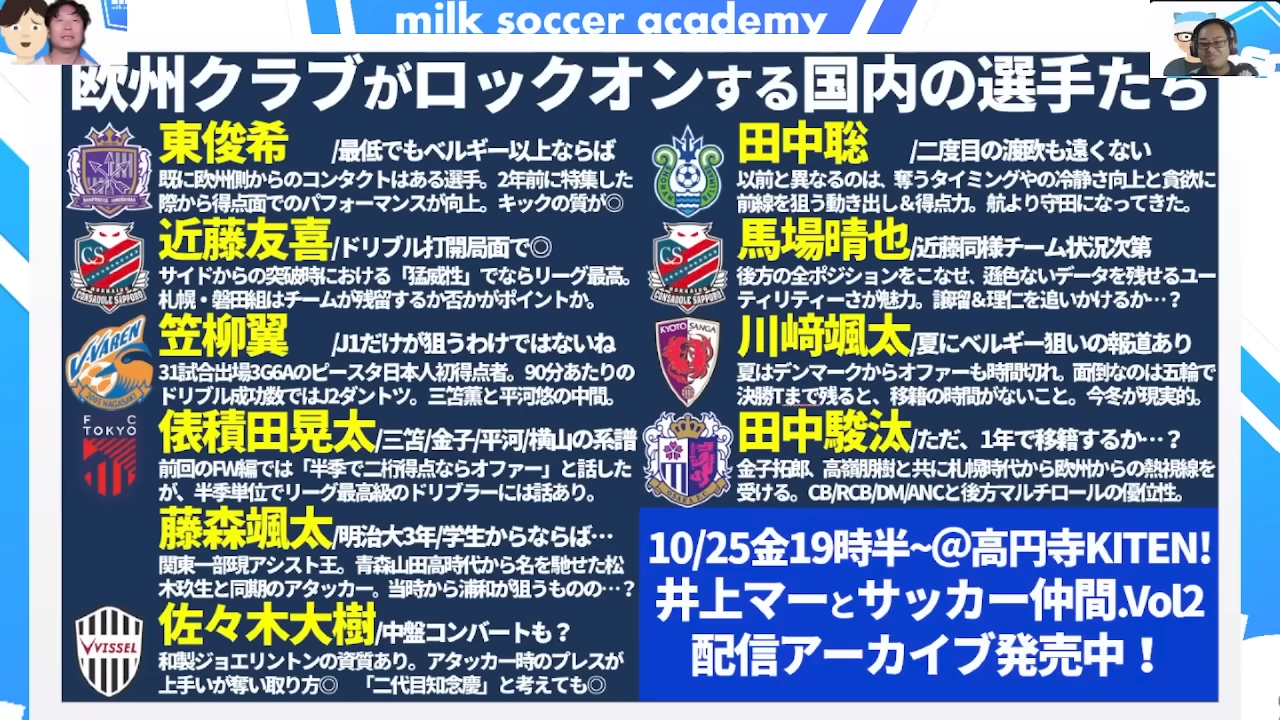 milk soccer academy
欧州クラブがロックオンする国内の選手たち
東俊希/最低でもベルギー以上ならば
既に欧州側からのコンタクトはある選手。2年前に特集した
際から得点面でのパフォーマンスが向上。キックの質が◎
近藤友喜/ドリブル打開局面で◎
サイドからの突破時における「猛威性」でならリーグ最高。
札幌・磐田組はチームが残留するか否かがポイントか。
笠柳翼/J1だけが狙うわけではないね
31試合出場3G6Aのピースタ日本人初得点者。90分あたりの
ドリブル成功数ではJ2ダントツ。三笘薫と平河悠の中間。
俵積田晃太/三笘/金子/平河/横山の系譜
前回のFW編では「半季で二桁得点ならオファー」と話した
が、半季単位でリーグ最高級のドリブラーには話あり。
藤森颯太/明治大3年/学生からならば…
関東一部現アシスト王。青森山田高時代から名を馳せた松
木玖生と同期のアタッカー。当時から浦和が狙うものの…？
佐々木大樹/中盤コンバートも？
和製ジョエリントンの資質あり。アタッカー時のプレスが
上手いが奪い取り方◎ 「二代目知念慶」と考えても◎
田中聡/二度目の渡欧も遠くない
以前と異なるのは、奪うタイミングやの冷静さ向上と貪欲に
前線を狙う動き出し＆得点力。航より守田になってきた。
馬場晴也/近藤同様チーム状況次第
後方の全ポジションをこなせ、遜色ないデータを残せるユー
ティリティーさが魅力。譲瑠＆理仁を追いかけるか…？
川﨑颯太/夏にベルギー狙いの報道あり
夏はデンマークからオファーも時間切れ。面倒なのは五輪で
決勝Tまで残ると、移籍の時間がないこと。今冬が現実的。
田中駿汰/ただ、1年で移籍するか…？
金子拓郎、高嶺朋樹と共に札幌時代から欧州からの熱視線を
受ける。CB/RCB/DM/ANCと後方マルチロールの優位性。
10/25金19時半~@高円寺KITEN!
井上マーとサッカー仲間.Vol2
配信アーカイブ発売中！
CS
HOKKAIDO
CONSADOLE SAPPORO
V-VAREN
F C
TOKYO
VISSEL
CS
HOKKAIDO
CONSADOLE SAPPORO
KYOTO SANGA